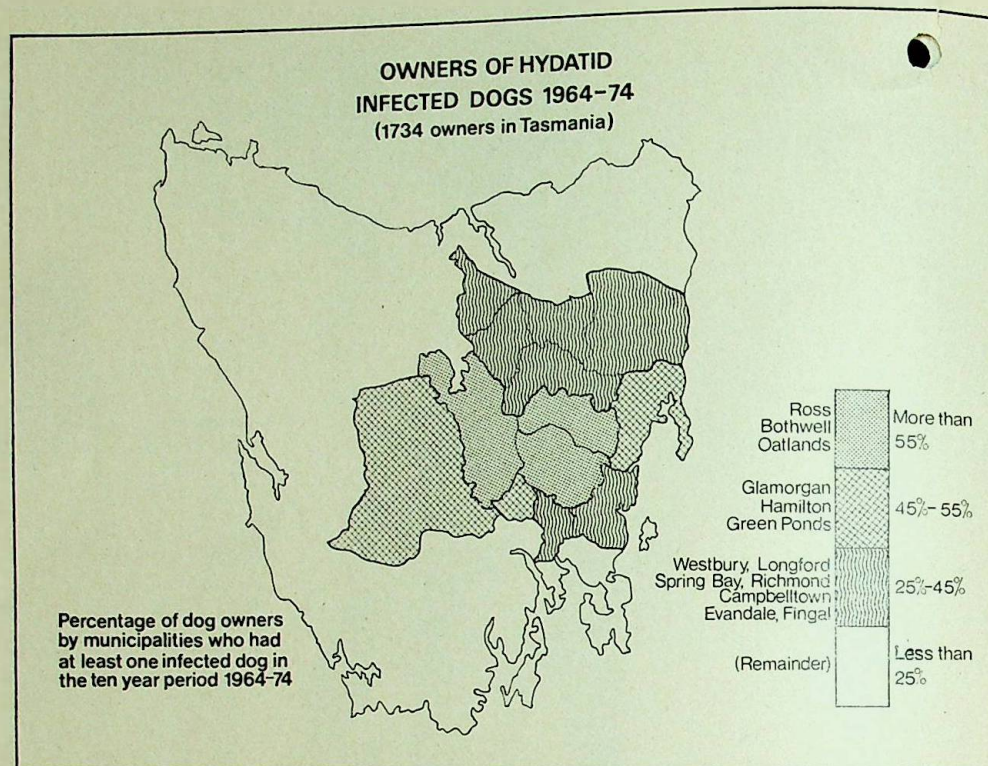 OWNERS OF HYDATID
INFECTED DOGS 1964-74
(1734 owners in Tasmania)
Ross
Bothwell
Oatlands
More than
55%
Glamorgan
Hamilton
Green Ponds
45%-55%
Westbury, Longford
Spring Bay, Richmond
Campbelltown
Evandale, Fingal
25%-45%
(Remainder)
Less than
25%
Percentage of dog owners
by municipalities who had
at least one infected dog in
the ten year period 1964-74